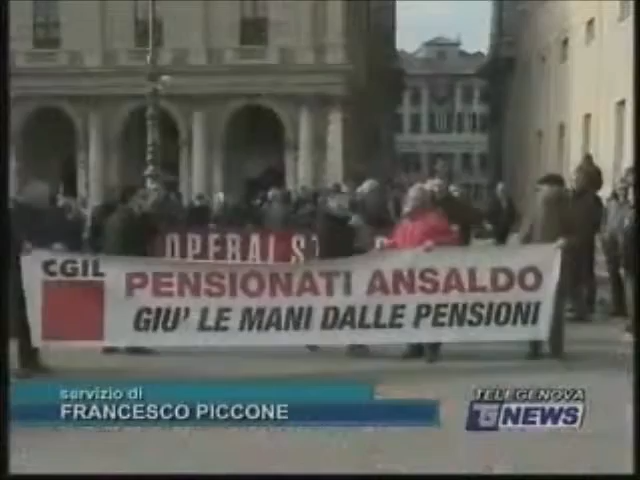 OPERAI S
CGIL
PENSIONATI ANSALDO
GIU' LE MANI DALLE PENSIONI
servizio di
FRANCESCO PICCONE
TELEGENOVA
NEWS